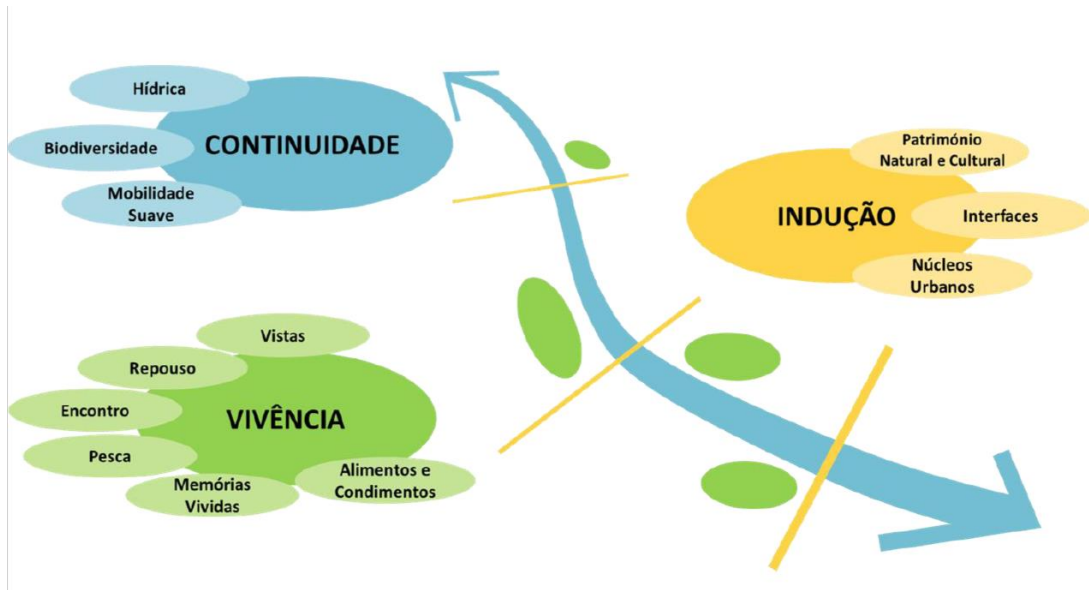 Hídrica
Biodiversidade
Mobilidade
Suave
CONTINUIDADE
Património
Natural e Cultural
Interfaces
Núcleos
Urbanos
INDUÇÃO
Vistas
Repouso
Encontro
Pesca
Memórias
Vividas
Alimentos e
Condimentos
VIVÊNCIA